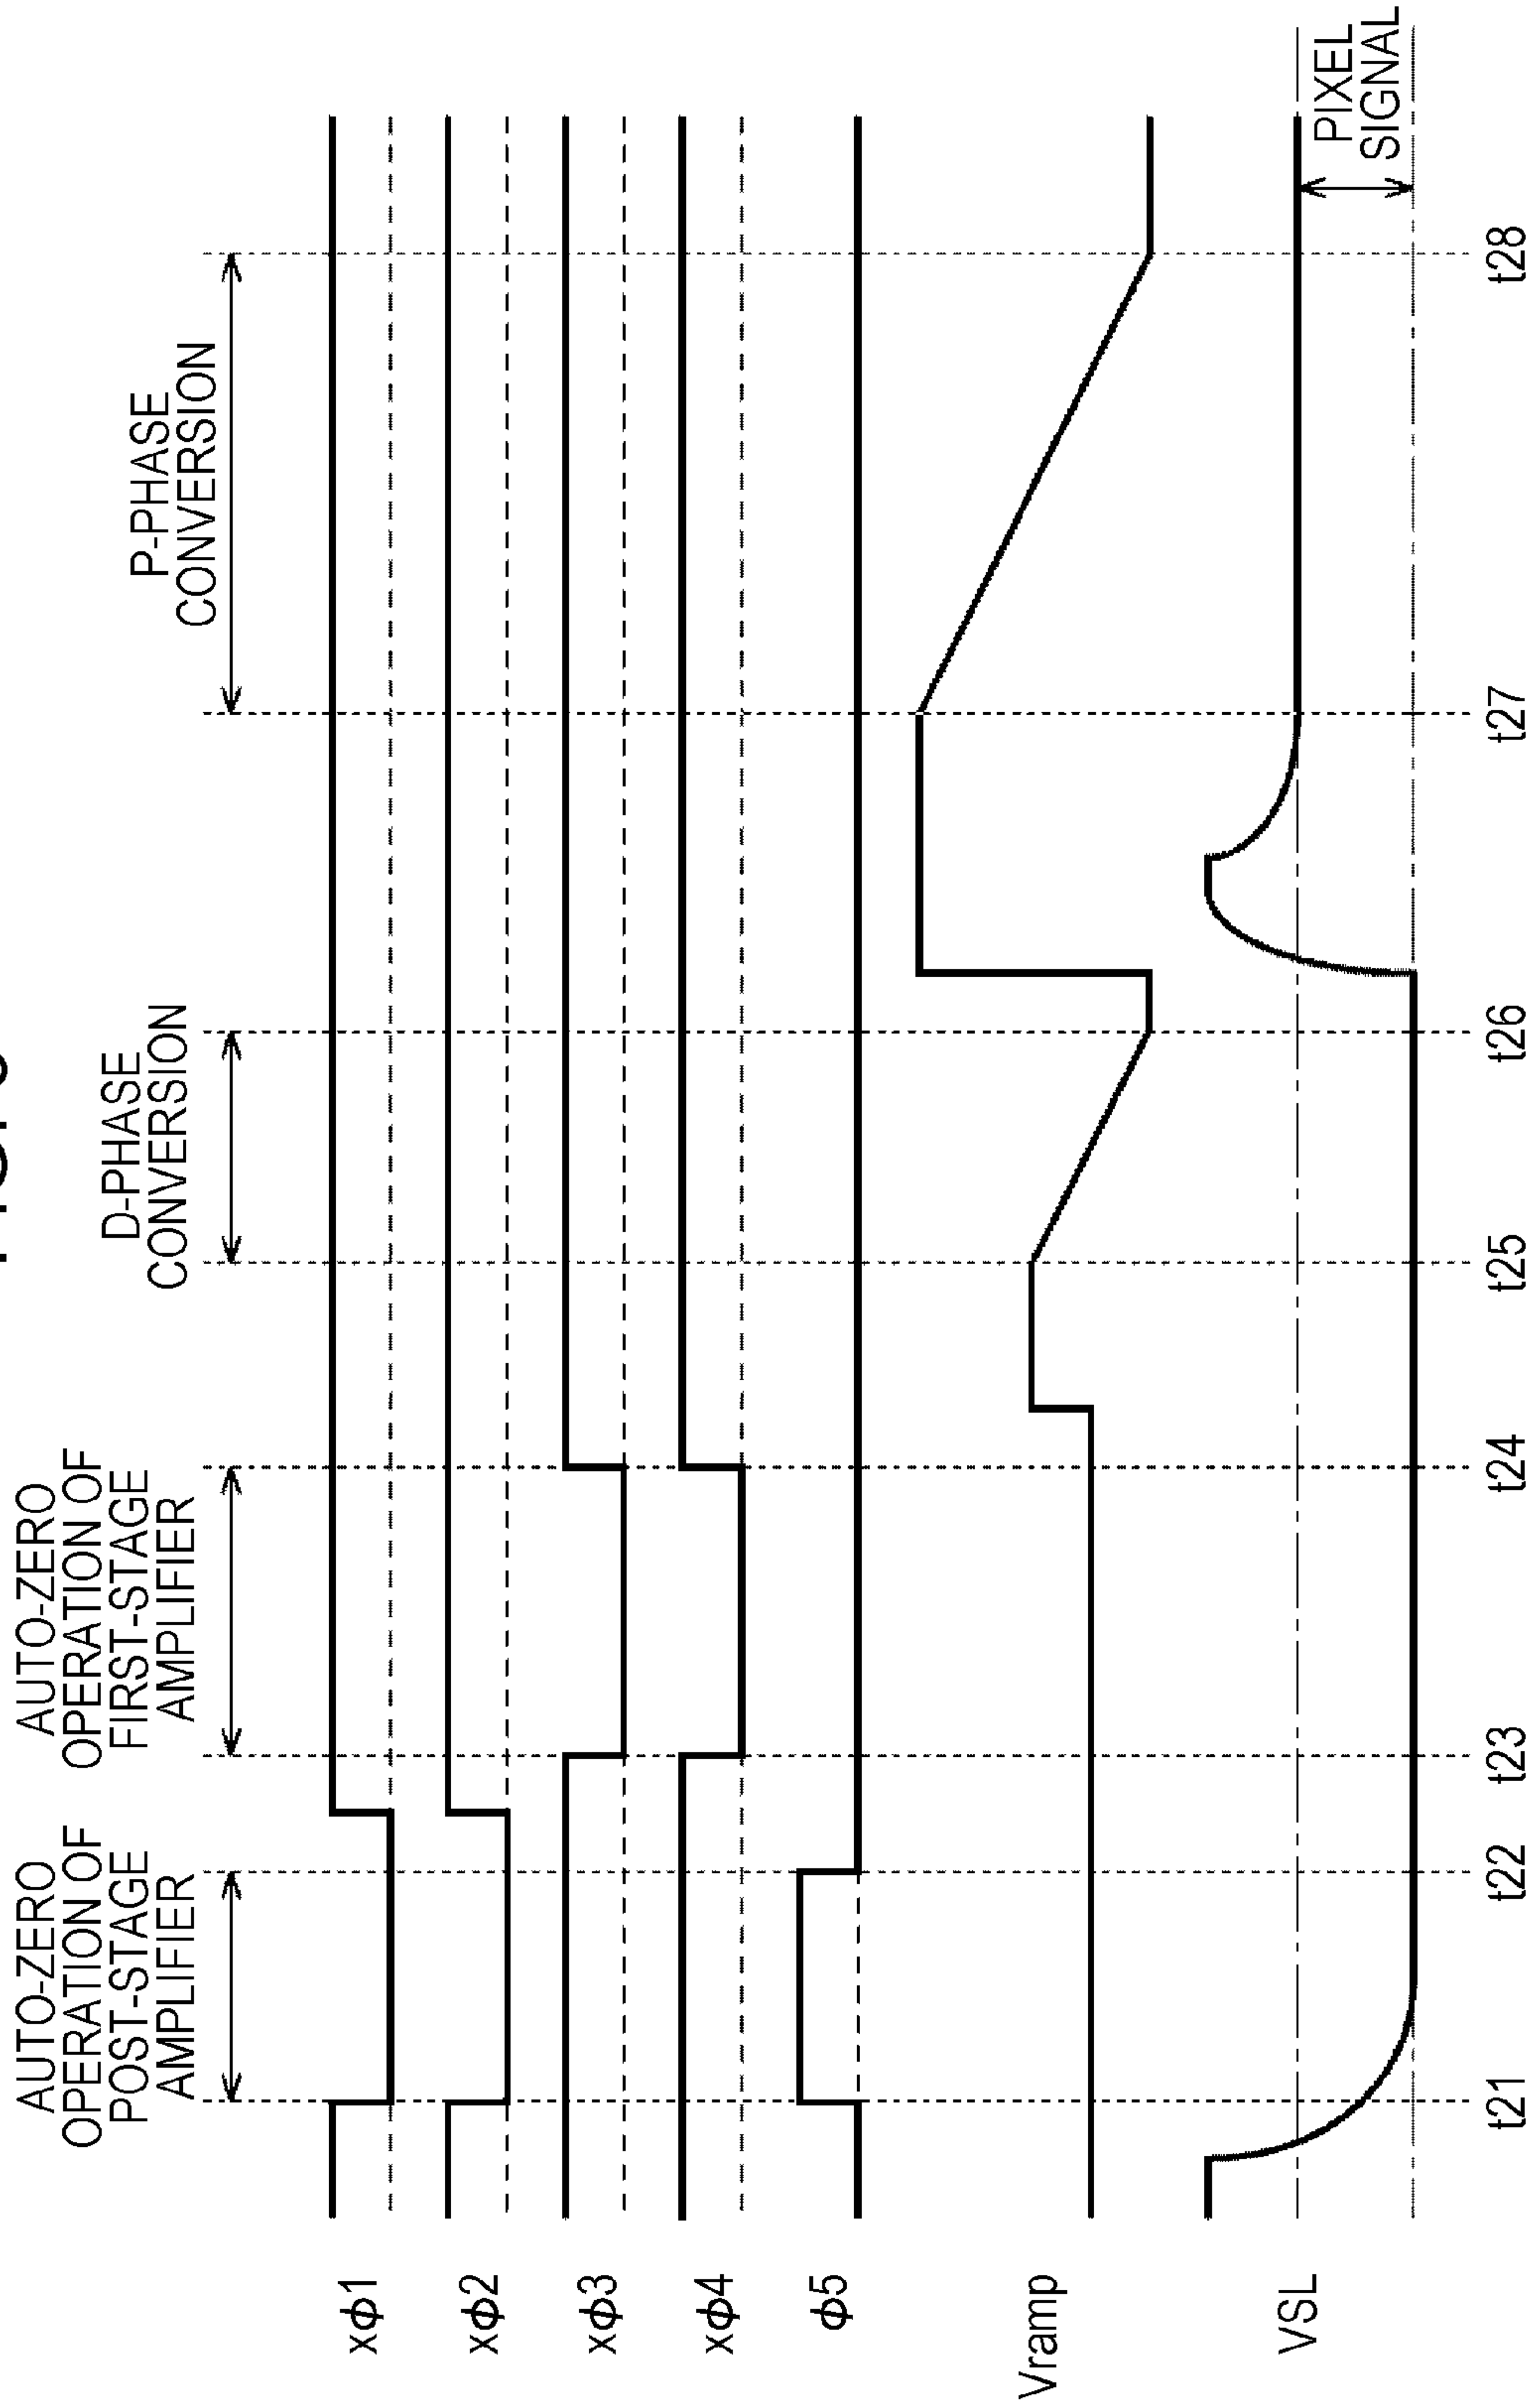 AUTO-ZERO
OPERATION OF
POST-STAGE
AMPLIFIER
AUTO-ZERO
OPERATION OF
FIRST-STAGE
AMPLIFIER
D-PHASE
CONVERSION
P-PHASE
CONVERSION
xϕ1
xϕ2
xϕ3
xϕ4
ϕ5
Vramp
VSL
PIXEL
SIGNAL
t21 t22 t23 t24 t25 t26 t27 t28